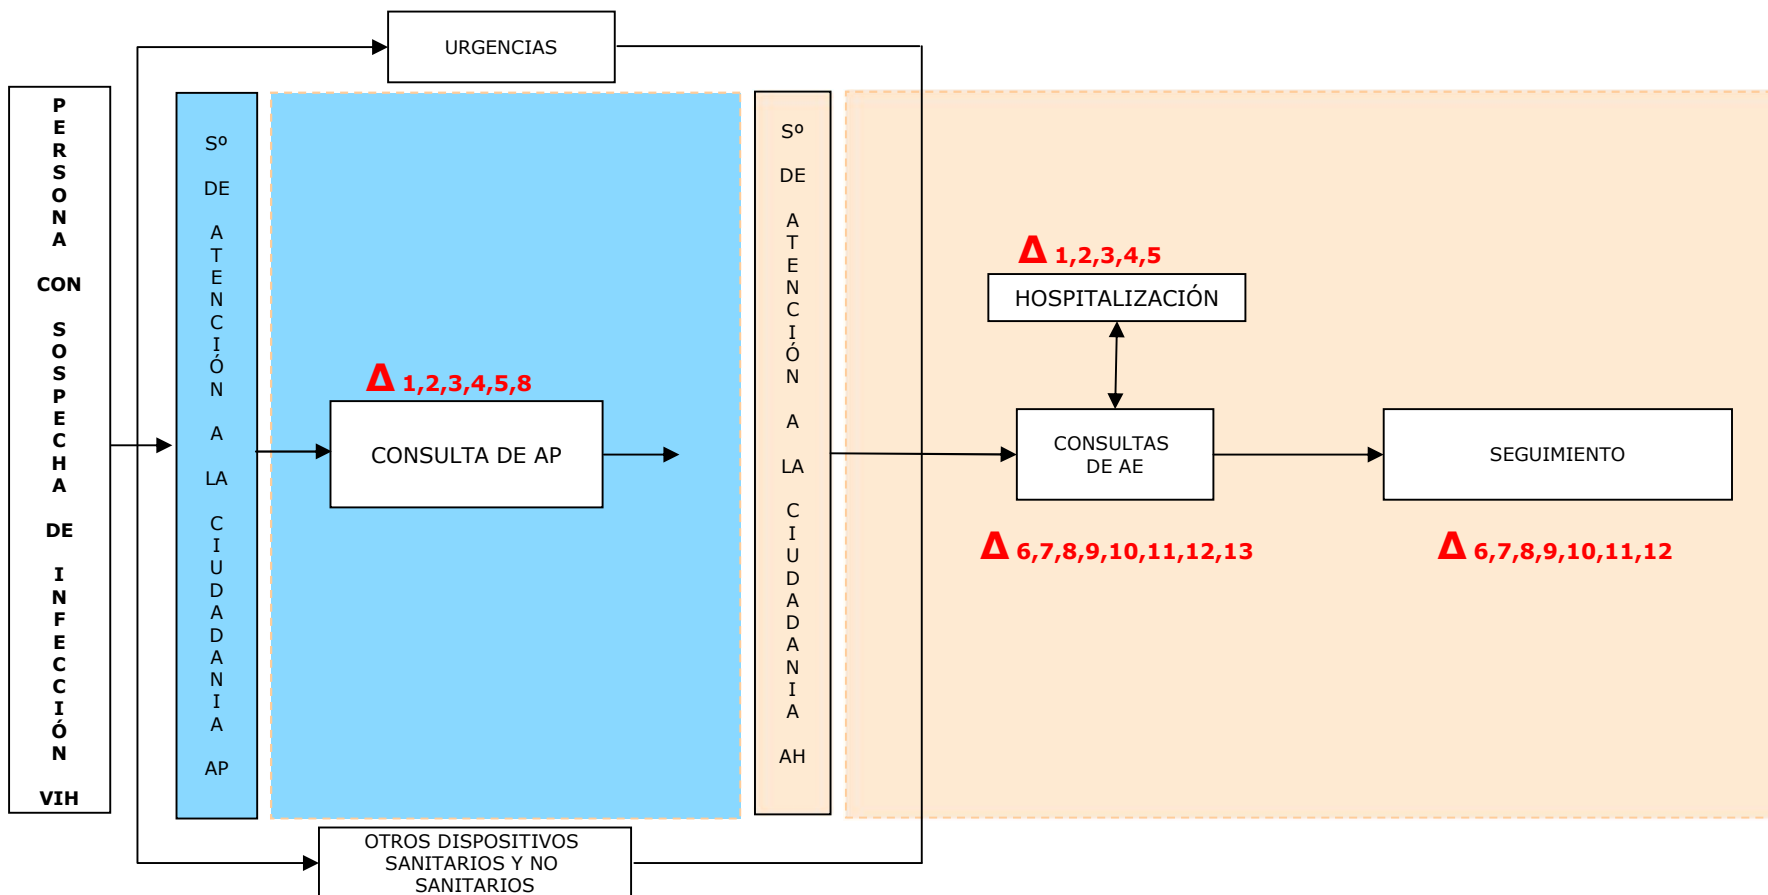 URGENCIAS
PERSONA
CON
SOSPECHA
DE
INFECCIÓN
VIH
Sº
DE
ATENCIÓN
A
LA
CIUDADANIA
AP
Δ 1,2,3,4,5,8
CONSULTA DE AP
Sº
DE
ATENCIÓN
A
LA
CIUDADANIA
AH
Δ 1,2,3,4,5
HOSPITALIZACIÓN
CONSULTAS
DE AE
Δ 6,7,8,9,10,11,12,13
SEGUIMIENTO
Δ 6,7,8,9,10,11,12
OTROS DISPOSITIVOS
SANITARIOS Y NO
SANITARIOS